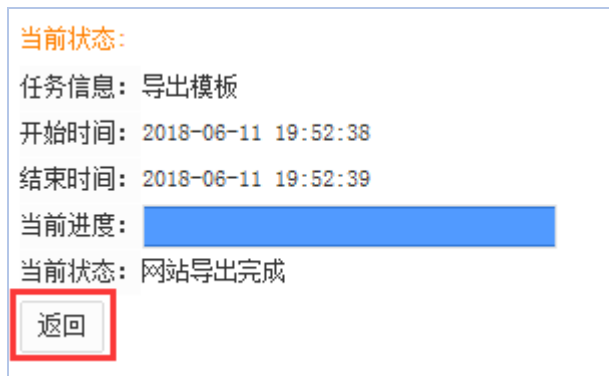 当前状态:
任务信息: 导出模板
开始时间: 2018-06-11 19:52:38
结束时间: 2018-06-11 19:52:39
当前进度:
当前状态: 网站导出完成
返回